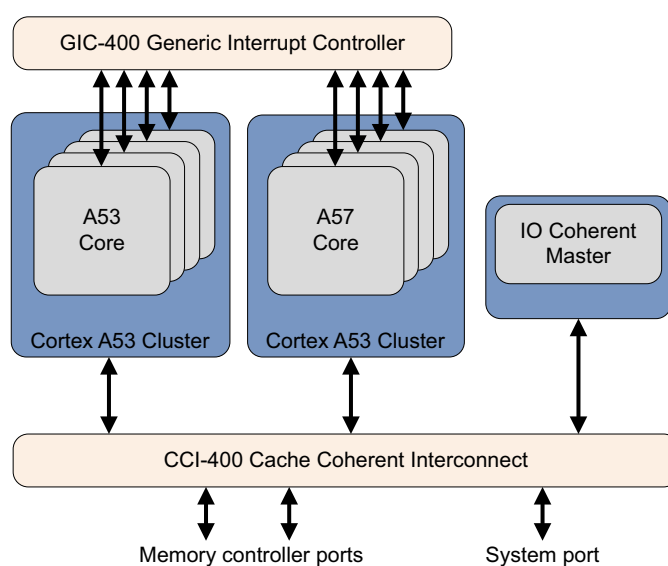 GIC-400 Generic Interrupt Controller
A53
Core
A57
Core
IO Coherent
Master
Cortex A53 Cluster
Cortex A53 Cluster
CCI-400 Cache Coherent Interconnect
Memory controller ports
System port